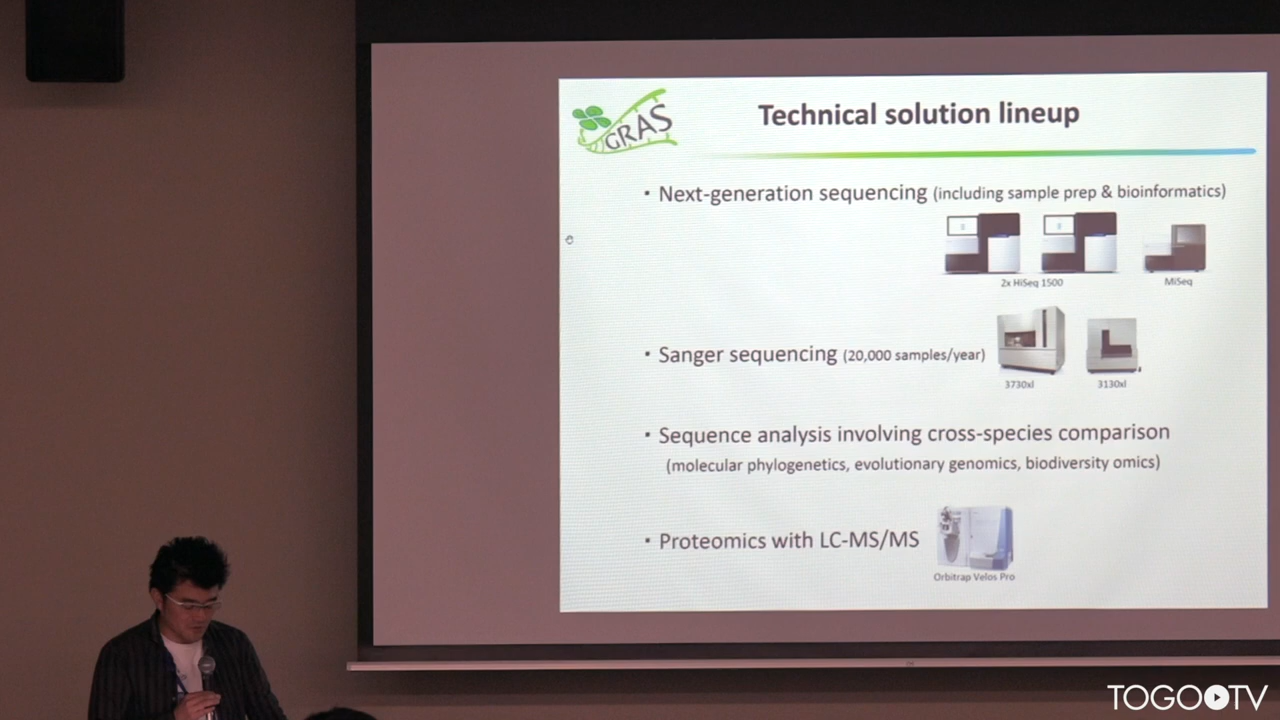 GRAS
Technical solution lineup
・Next-generation sequencing (including sample prep & bioinformatics)
2x HiSeq 1500
MiSeq
・Sanger sequencing (20,000 samples/year)
3730xl
3130xl
・Sequence analysis involving cross-species comparison
(molecular phylogenetics, evolutionary genomics, biodiversity omics)
・Proteomics with LC-MS/MS
Orbitrap Velos Pro
TOGOTV